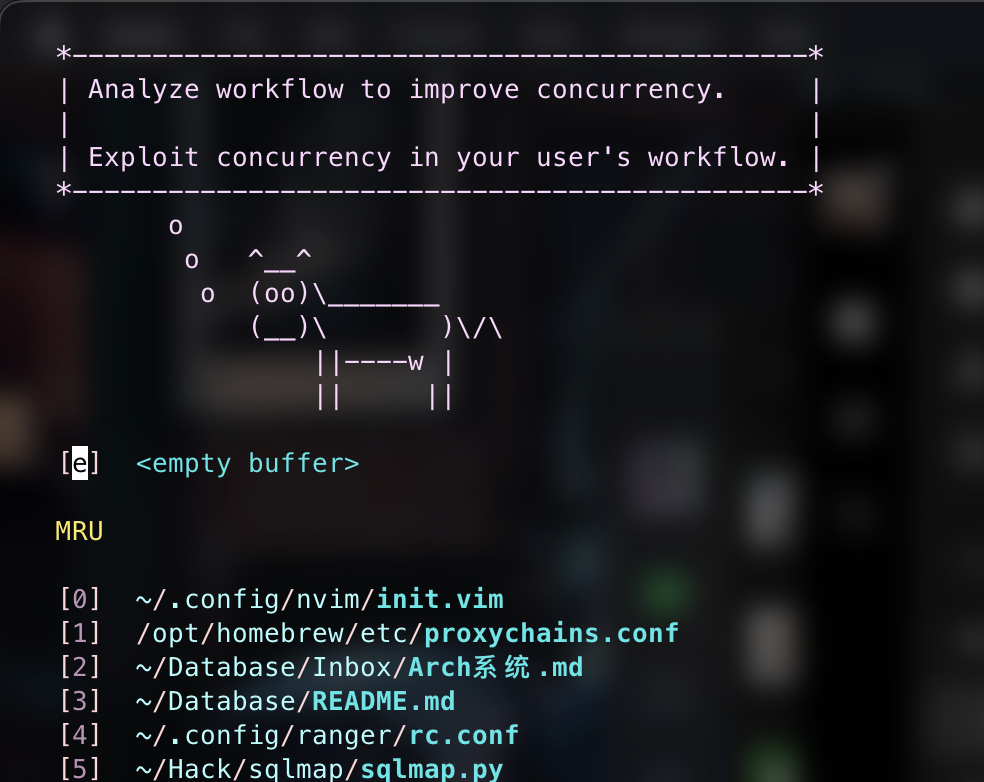 *----------------------------------------------*
| Analyze workflow to improve concurrency.     |
|                                              |
| Exploit concurrency in your user's workflow. |
*----------------------------------------------*
       o
        o   ^__^
         o  (oo)\_______
            (__)\       )\/\
                ||----w |
                ||     ||
[e]  <empty buffer>
MRU
[0]  ~/.config/nvim/init.vim
[1]  /opt/homebrew/etc/proxychains.conf
[2]  ~/Database/Inbox/Arch系统.md
[3]  ~/Database/README.md
[4]  ~/.config/ranger/rc.conf
[5]  ~/Hack/sqlmap/sqlmap.py